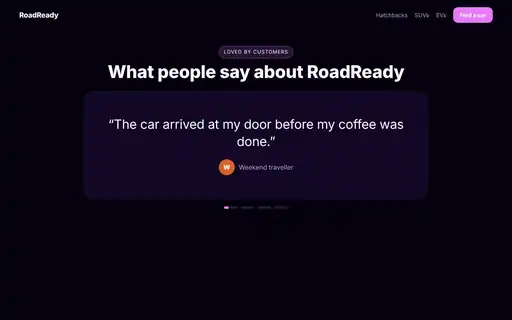 RoadReady
Hatchbacks SUVs EVs Find a car
LOVED BY CUSTOMERS
What people say about RoadReady
“The car arrived at my door before my coffee was
done.”
W Weekend traveller